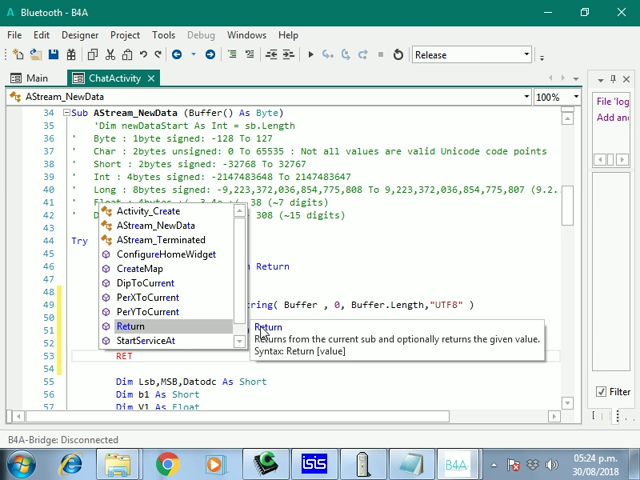 Bluetooth - B4A
File Edit Designer Project Tools Debug Windows Help
Release
Main ChatActivity
AStream_NewData 100%
34 Sub AStream_NewData (Buffer() As Byte)
35 'Dim newDataStart As Int = sb.Length
36 ' Byte : 1byte signed: -128 To 127
37 ' Char : 2bytes unsigned: 0 To 65535 : Not all values are valid Unicode code points
38 ' Short : 2bytes signed: -32768 To 32767
39 ' Int : 4bytes signed: -2147483648 To 2147483647
40 ' Long : 8bytes signed: -9,223,372,036,854,775,808 To 9,223,372,036,854,775,807 (9.2.
41 ' Float : 4bytes +/- 3.4e +/- 38 (~7 digits)
42 ' D 308 (~15 digits)
43
44 Try
45
46 n Return
47
48
49 tring( Buffer , 0, Buffer.Length,"UTF8" )
50
51
52
53 RET
54
55 Dim Lsb,MSB,Datodc As Short
56 Dim b1 As Short
57 Dim V1 As Float
Activity_Create
AStream_NewData
AStream_Terminated
ConfigureHomeWidget
CreateMap
DipToCurrent
PerXToCurrent
PerYToCurrent
Return
StartServiceAt
Return
Returns from the current sub and optionally returns the given value.
Syntax: Return [value]
File 'log
Add an
Filter
B4A-Bridge: Disconnected
isis
B4A
05:24 p.m.
30/08/2018